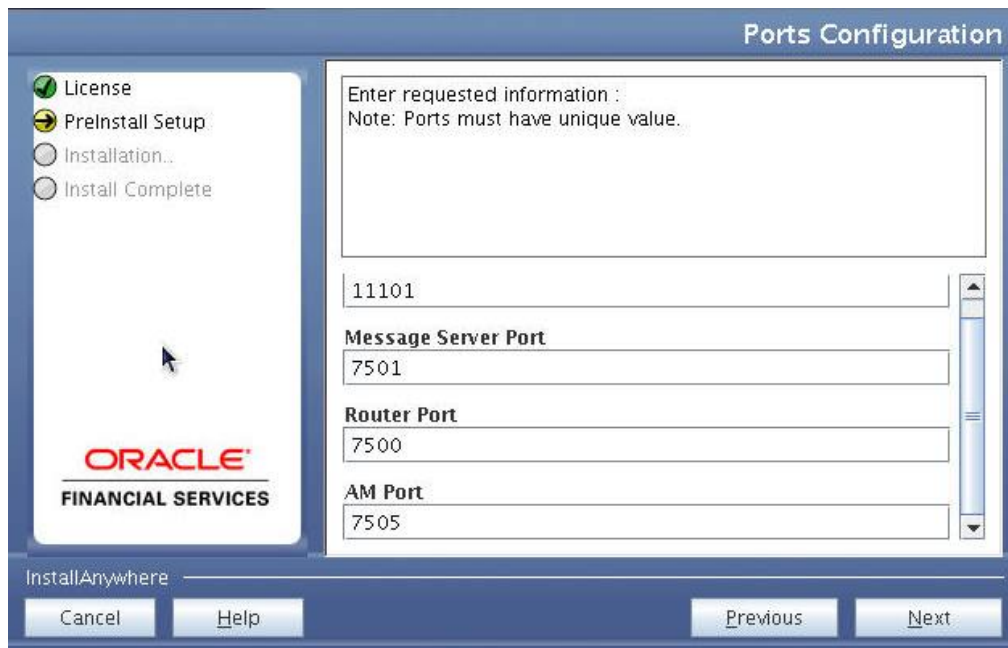 Ports Configuration
License
PreInstall Setup
Installation..
Install Complete
ORACLE®
FINANCIAL SERVICES
Enter requested information :
Note: Ports must have unique value.
11101
Message Server Port
7501
Router Port
7500
AM Port
7505
InstallAnywhere
Cancel
Help
Previous
Next